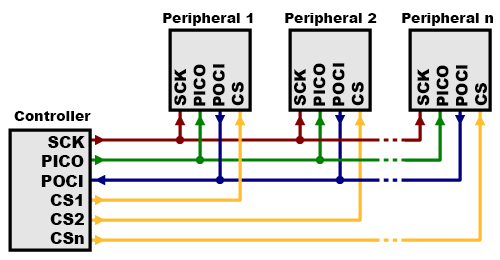 Peripheral 1
Peripheral 2
Peripheral n
SCK
PICO
POCI
CS
SCK
PICO
POCI
CS
SCK
PICO
POCI
CS
Controller
SCK
PICO
POCI
CS1
CS2
CSn